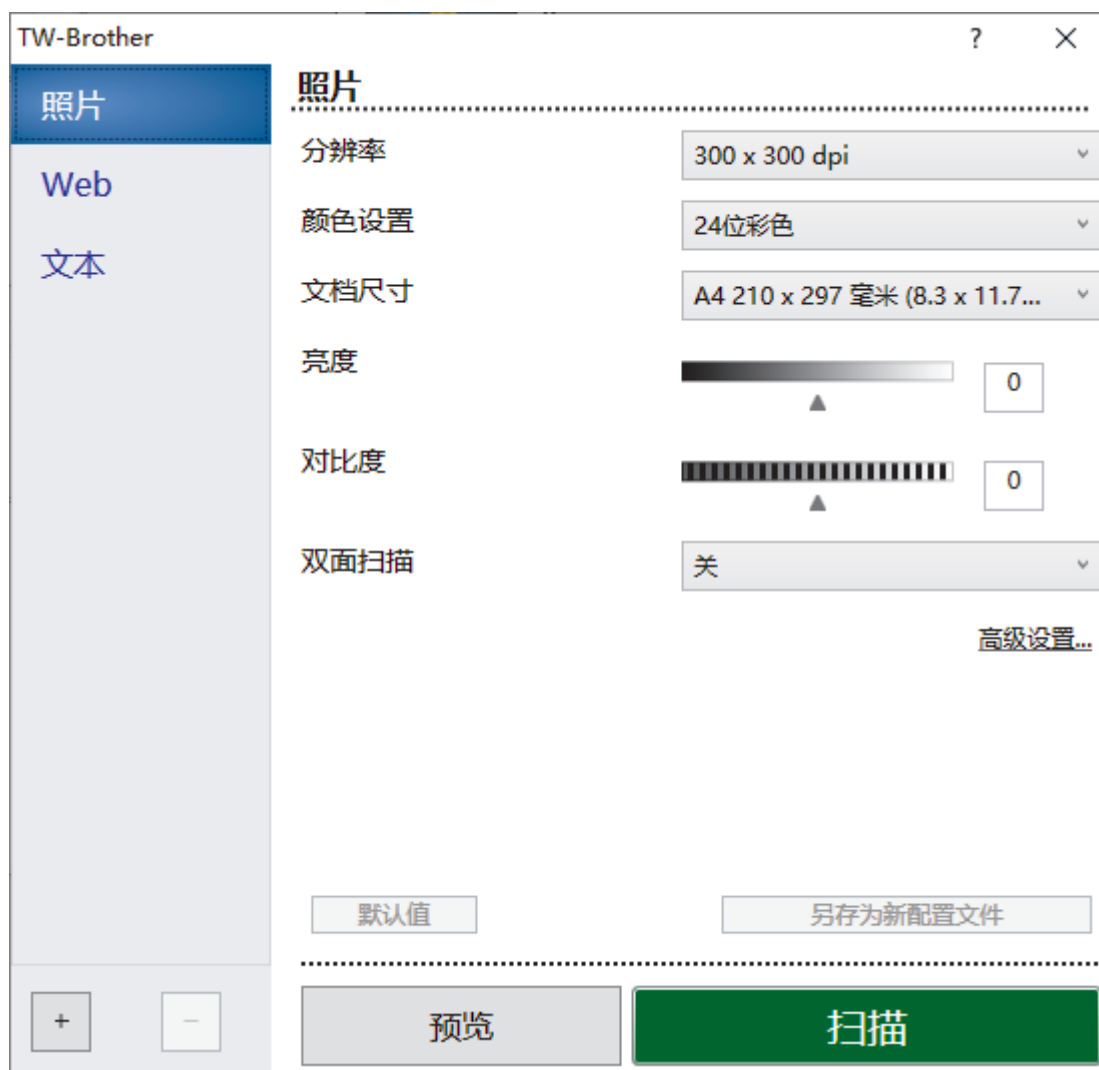 TW-Brother
?
照片
Web
文本
照片
分辨率
300 x 300 dpi
颜色设置
24位彩色
文档尺寸
A4 210 x 297 毫米 (8.3 x 11.7...
亮度
0
对比度
0
双面扫描
关
高级设置...
默认值
另存为新配置文件
+
−
预览
扫描